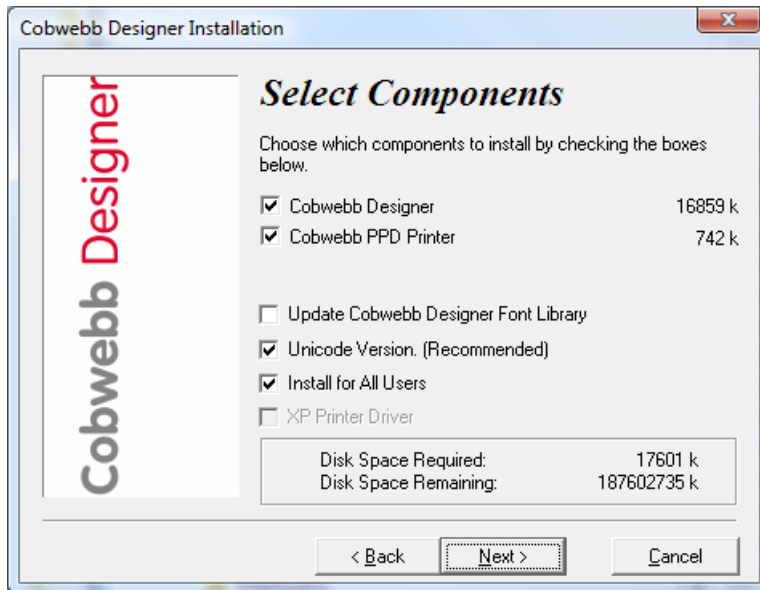 Cobwebb Designer Installation
Cobwebb Designer
Select Components
Choose which components to install by checking the boxes
below.
Cobwebb Designer 16859 k
Cobwebb PPD Printer 742 k
Update Cobwebb Designer Font Library
Unicode Version. (Recommended)
Install for All Users
XP Printer Driver
Disk Space Required: 17601 k
Disk Space Remaining: 187602735 k
< Back Next > Cancel